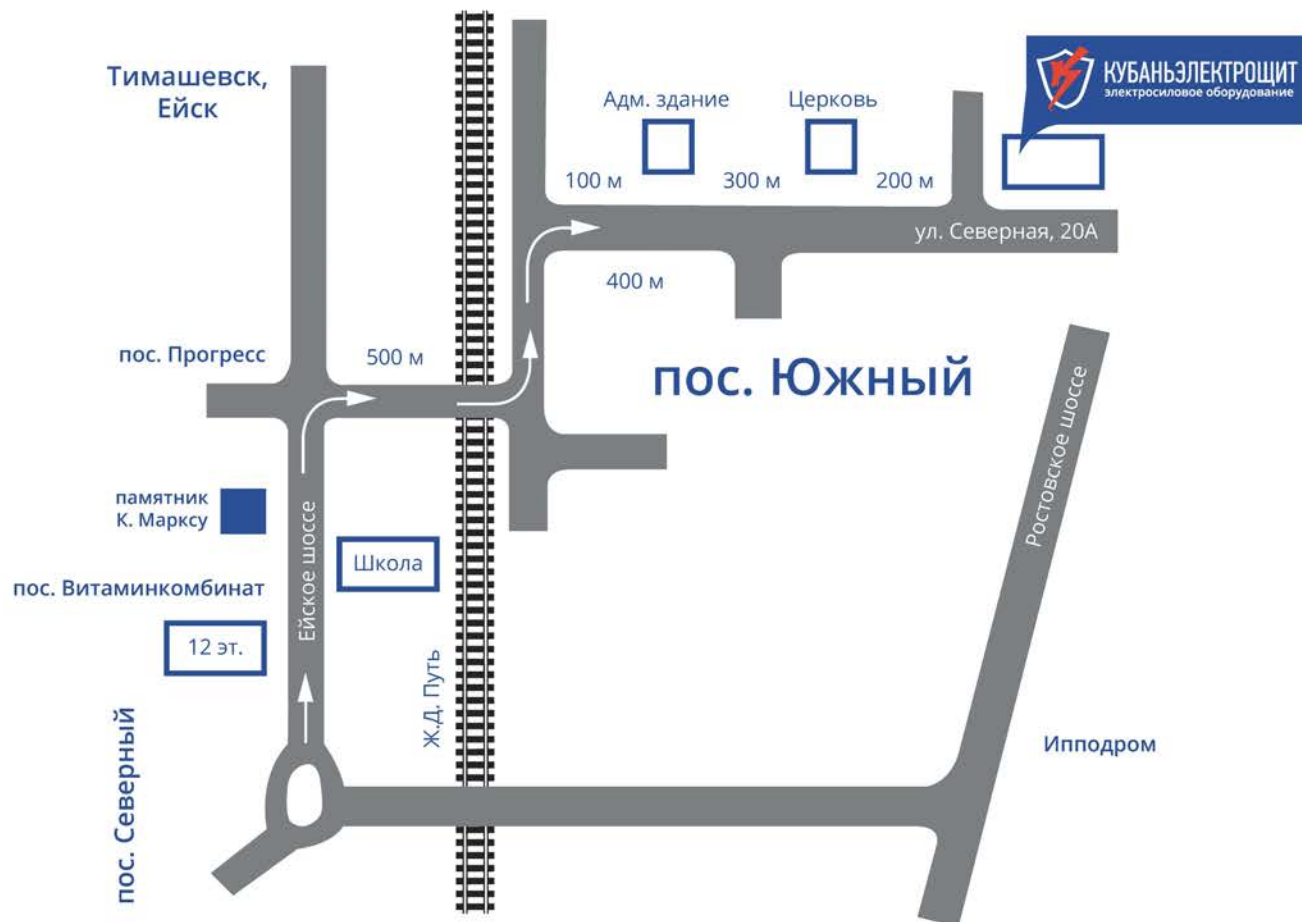 Тимашевск,
Ейск
КУБАНЬЭЛЕКТРОЩИТ
электросиловое оборудование
Адм. здание
Церковь
100 м
300 м
200 м
ул. Северная, 20А
400 м
пос. Прогресс
500 м
пос. Южный
Ростовское шоссе
памятник
К. Марксу
Ейское шоссе
Школа
пос. Витаминкомбинат
12 эт.
Ж.Д. Путь
пос. Северный
Ипподром